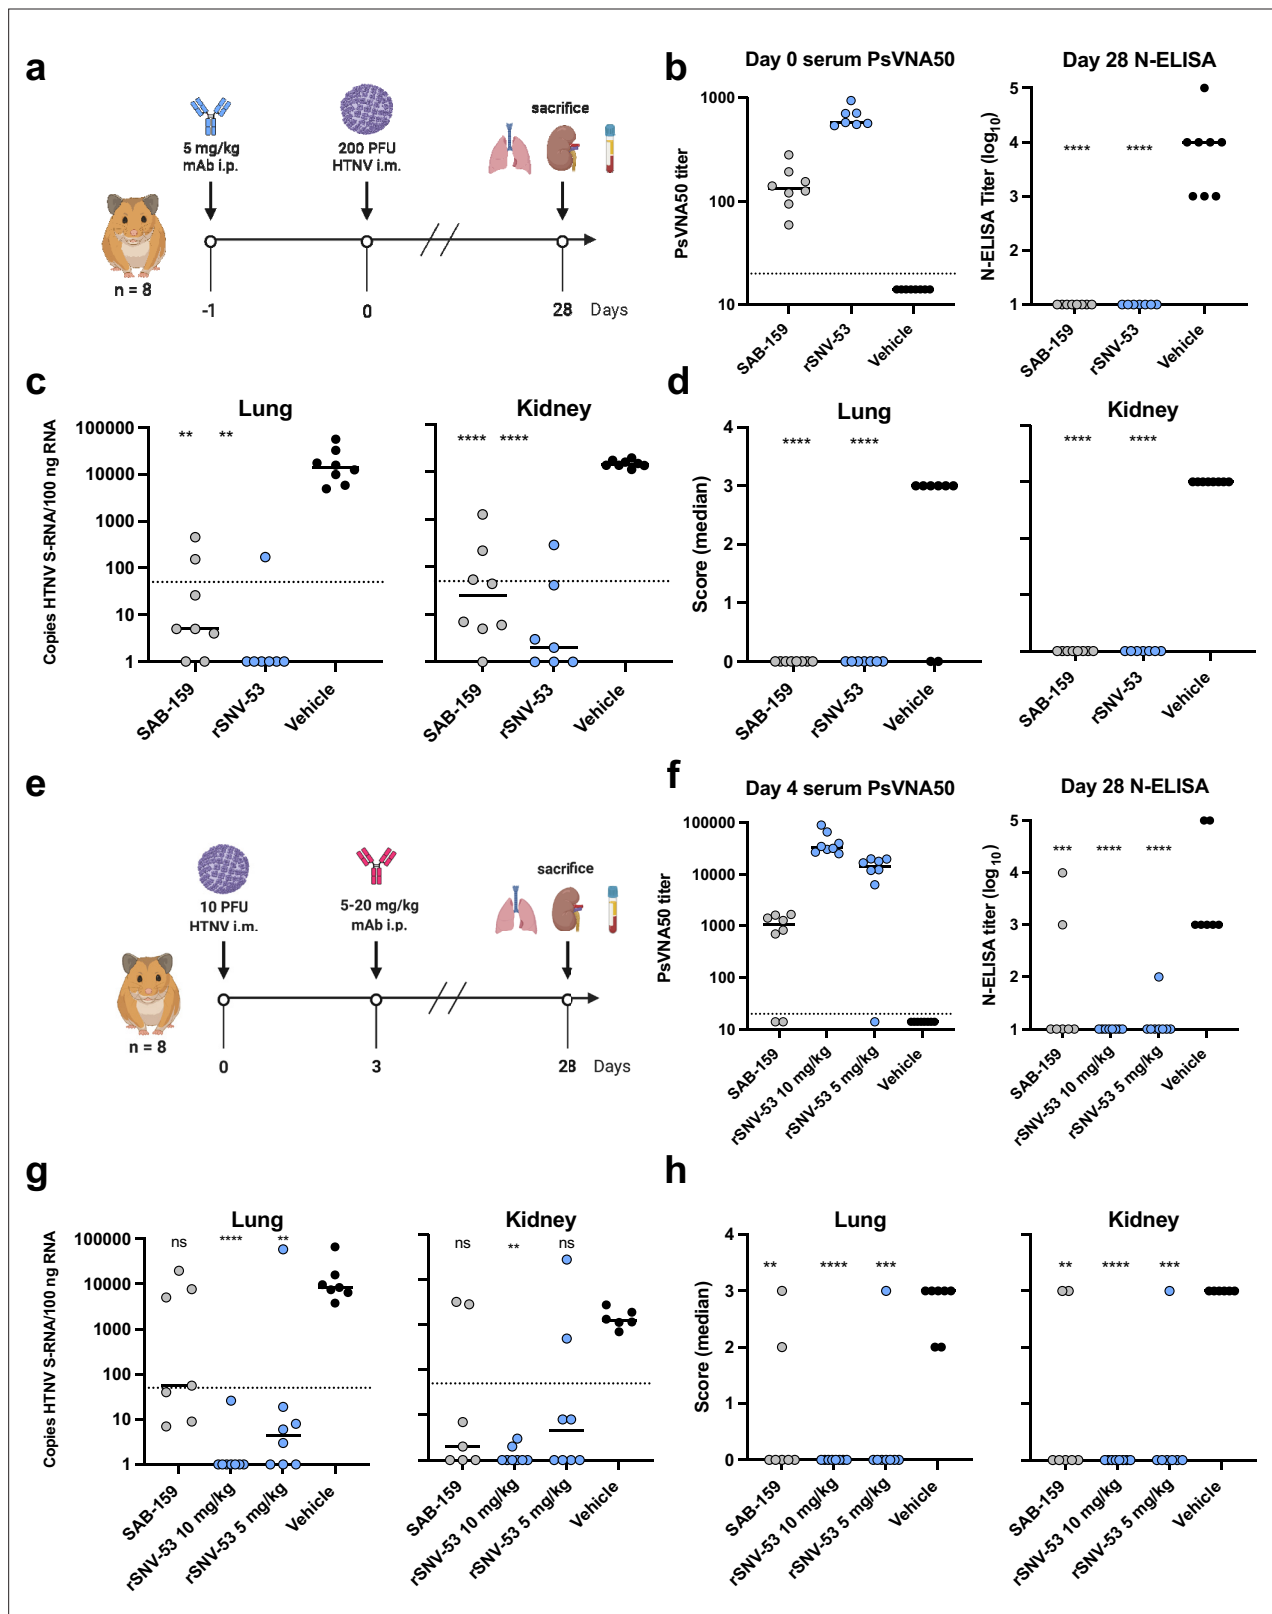 a
5 mg/kg
mAb i.p.
200 PFU
HTNV i.m.
sacrifice
n = 8
-1
0
28
Days
b
Day 0 serum PsVNA50
PsVNA50 titer
1000
100
10
SAB-159
rSNV-53
Vehicle
Day 28 N-ELISA
N-ELISA Titer (log10)
5
4
3
2
1
**** ****
SAB-159
rSNV-53
Vehicle
c
Lung
Copies HTNV S-RNA/100 ng RNA
100000
10000
1000
100
10
1
** **
SAB-159
rSNV-53
Vehicle
Kidney
**** ****
SAB-159
rSNV-53
Vehicle
d
Lung
Score (median)
4
3
2
1
0
**** ****
SAB-159
rSNV-53
Vehicle
Kidney
**** ****
SAB-159
rSNV-53
Vehicle
e
10 PFU
HTNV i.m.
5-20 mg/kg
mAb i.p.
sacrifice
n = 8
0
3
28
Days
f
Day 4 serum PsVNA50
PsVNA50 titer
100000
10000
1000
100
10
SAB-159
rSNV-53 10 mg/kg
rSNV-53 5 mg/kg
Vehicle
Day 28 N-ELISA
N-ELISA titer (log10)
5
4
3
2
1
*** **** ****
SAB-159
rSNV-53 10 mg/kg
rSNV-53 5 mg/kg
Vehicle
g
Lung
Copies HTNV S-RNA/100 ng RNA
100000
10000
1000
100
10
1
ns **** **
SAB-159
rSNV-53 10 mg/kg
rSNV-53 5 mg/kg
Vehicle
Kidney
ns ** ns
SAB-159
rSNV-53 10 mg/kg
rSNV-53 5 mg/kg
Vehicle
h
Lung
Score (median)
4
3
2
1
0
** **** ***
SAB-159
rSNV-53 10 mg/kg
rSNV-53 5 mg/kg
Vehicle
Kidney
** **** ***
SAB-159
rSNV-53 10 mg/kg
rSNV-53 5 mg/kg
Vehicle